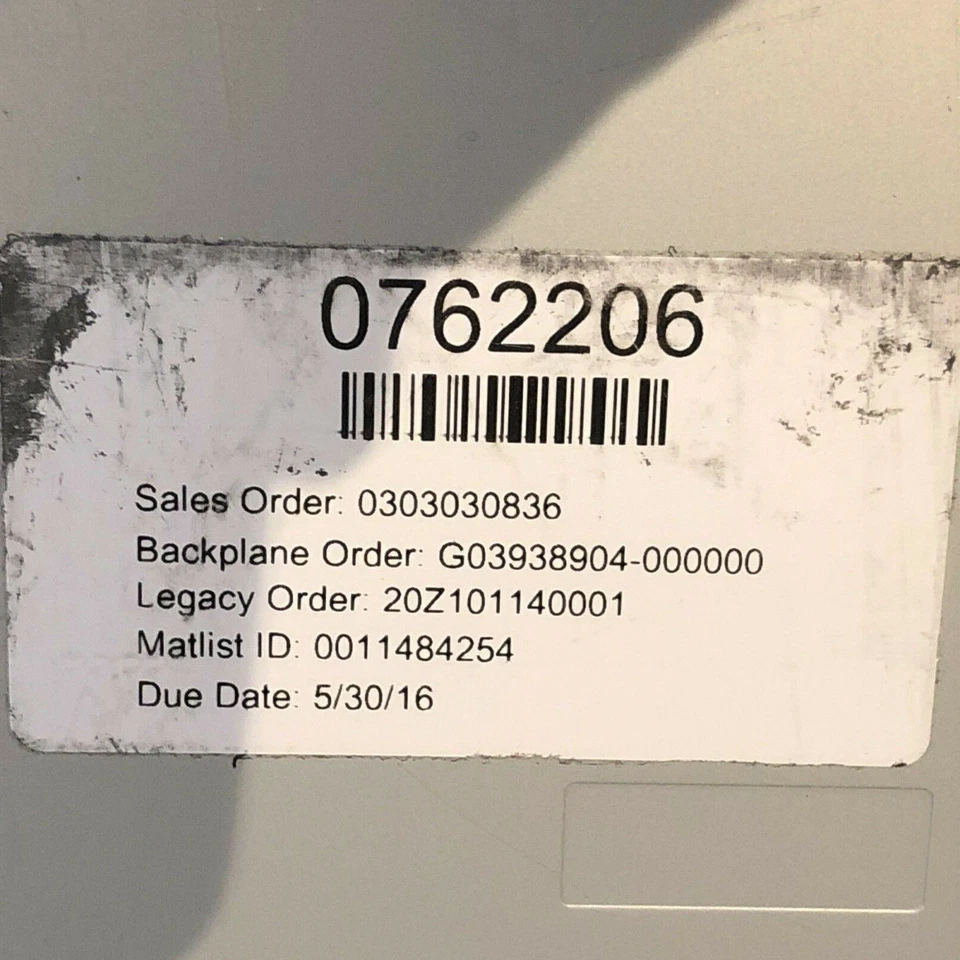 0762206
Sales Order: 0303030836
Backplane Order: G03938904-000000
Legacy Order: 20Z101140001
Matlist ID: 0011484254
Due Date: 5/30/16